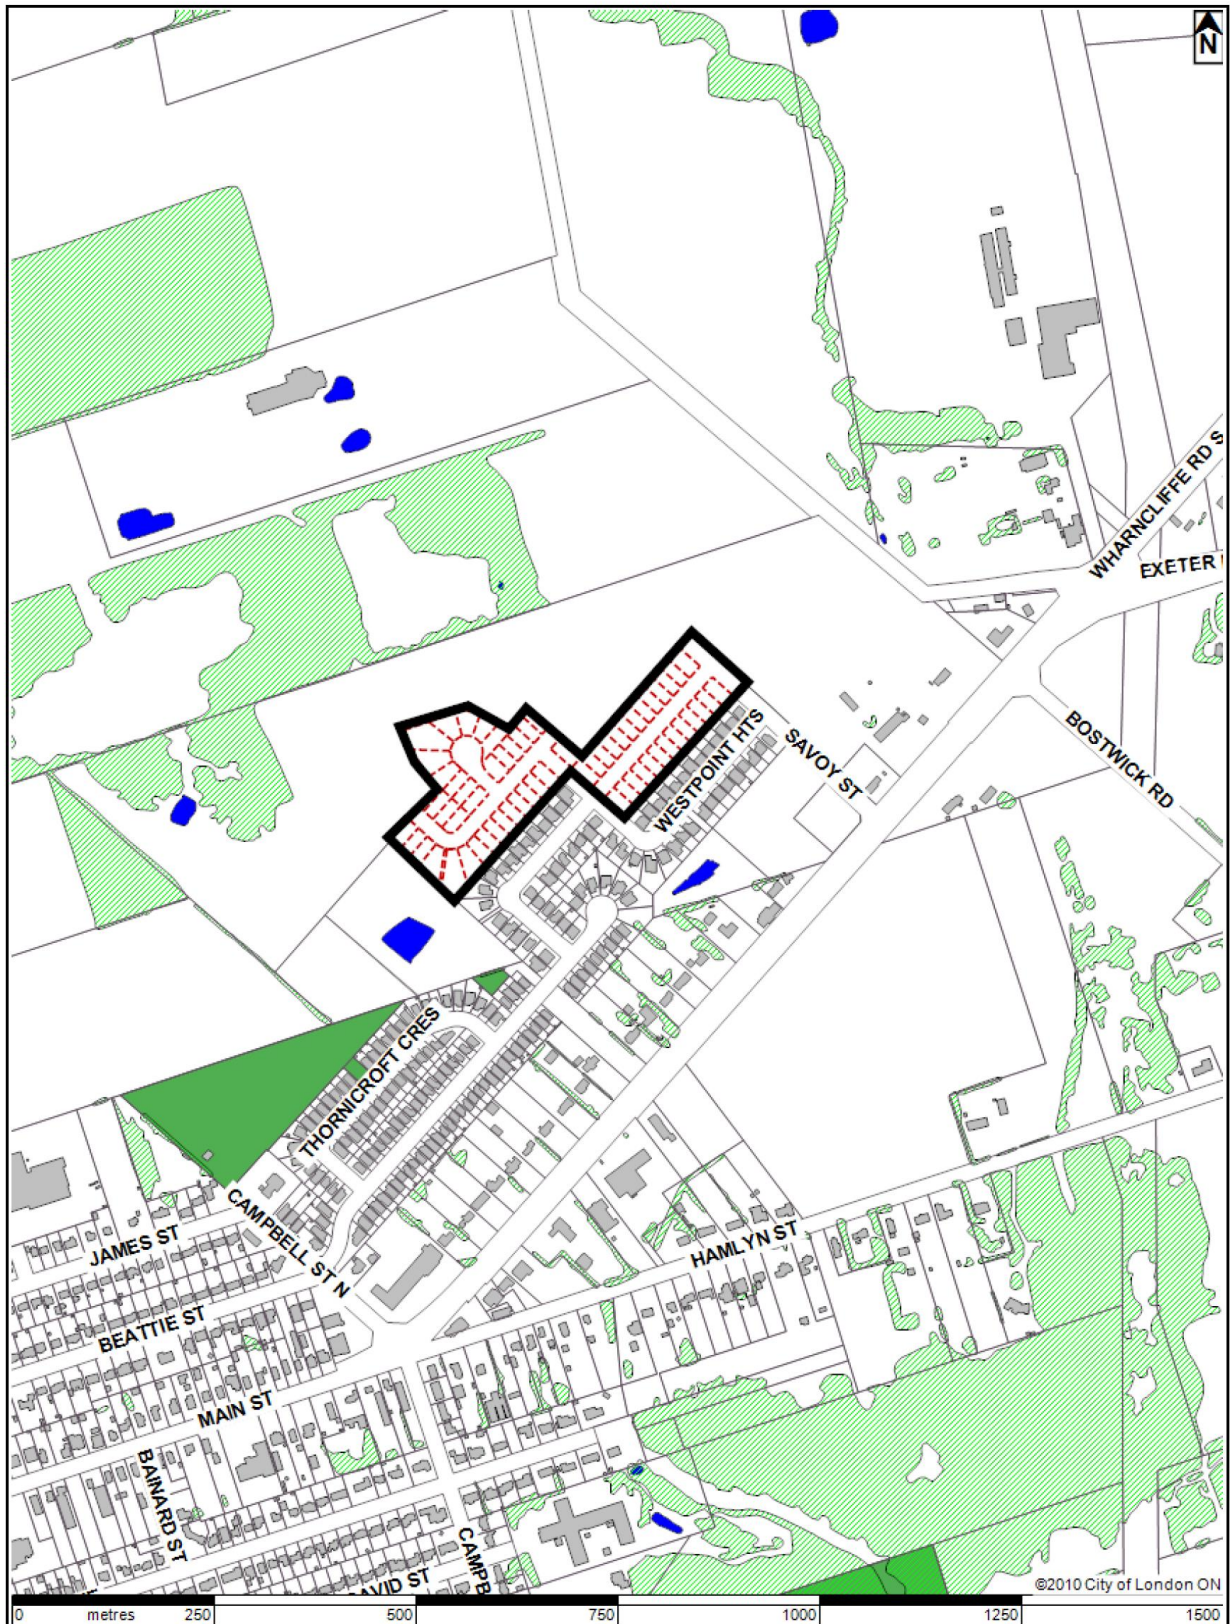 N
WHARNCLIFFE RD S
EXETER
BOSTWICK RD
SAVOY ST
WESTPOINT HTS
THORNICROFT CRES
CAMPBELL ST N
JAMES ST
HAMLYN ST
BEATTIE ST
MAIN ST
BAINARD ST
CAMPB
AVID ST
©2010 City of London ON
0 metres 250 500 750 1000 1250 1500